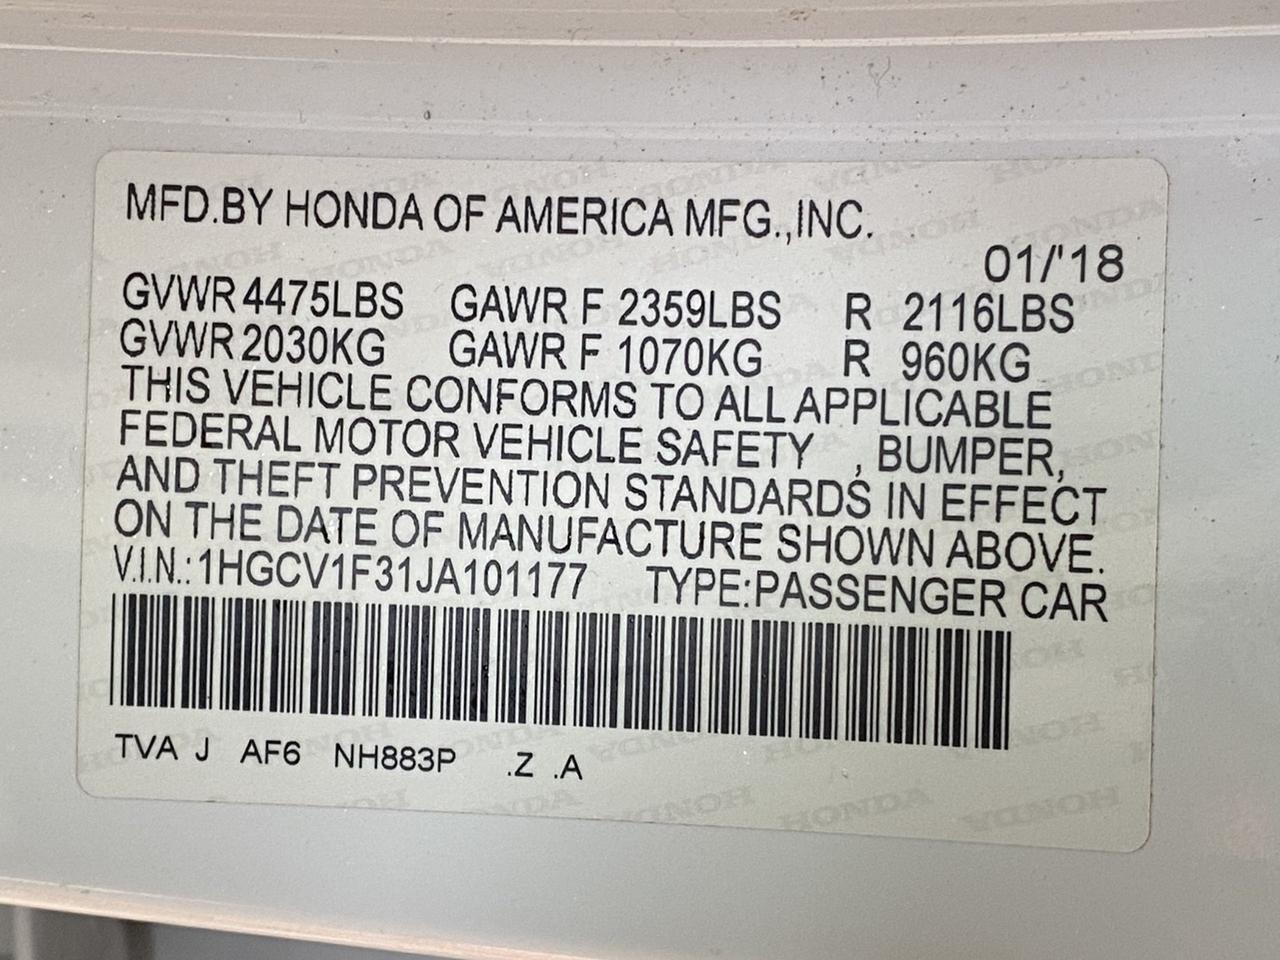 MFD.BY HONDA OF AMERICA MFG.,INC.
01/'18
GVWR 4475LBS GAWR F 2359LBS R 2116LBS
GVWR 2030KG GAWR F 1070KG R 960KG
THIS VEHICLE CONFORMS TO ALL APPLICABLE
FEDERAL MOTOR VEHICLE SAFETY , BUMPER,
AND THEFT PREVENTION STANDARDS IN EFFECT
ON THE DATE OF MANUFACTURE SHOWN ABOVE.
V.I.N.: 1HGCV1F31JA101177 TYPE:PASSENGER CAR
TVA J AF6 NH883P .Z .A